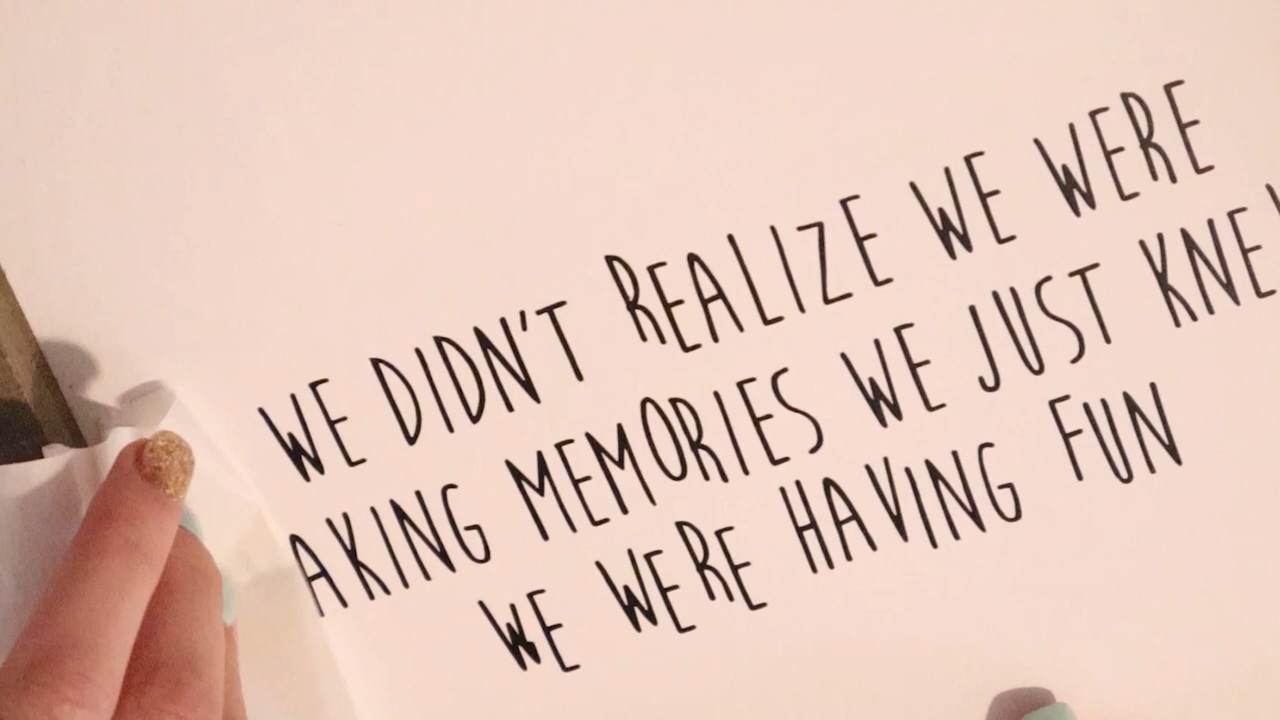 WE DIDN'T REALIZE WE WERE
AKING MEMORIES WE JUST KNE
WE WERE HAVING FUN